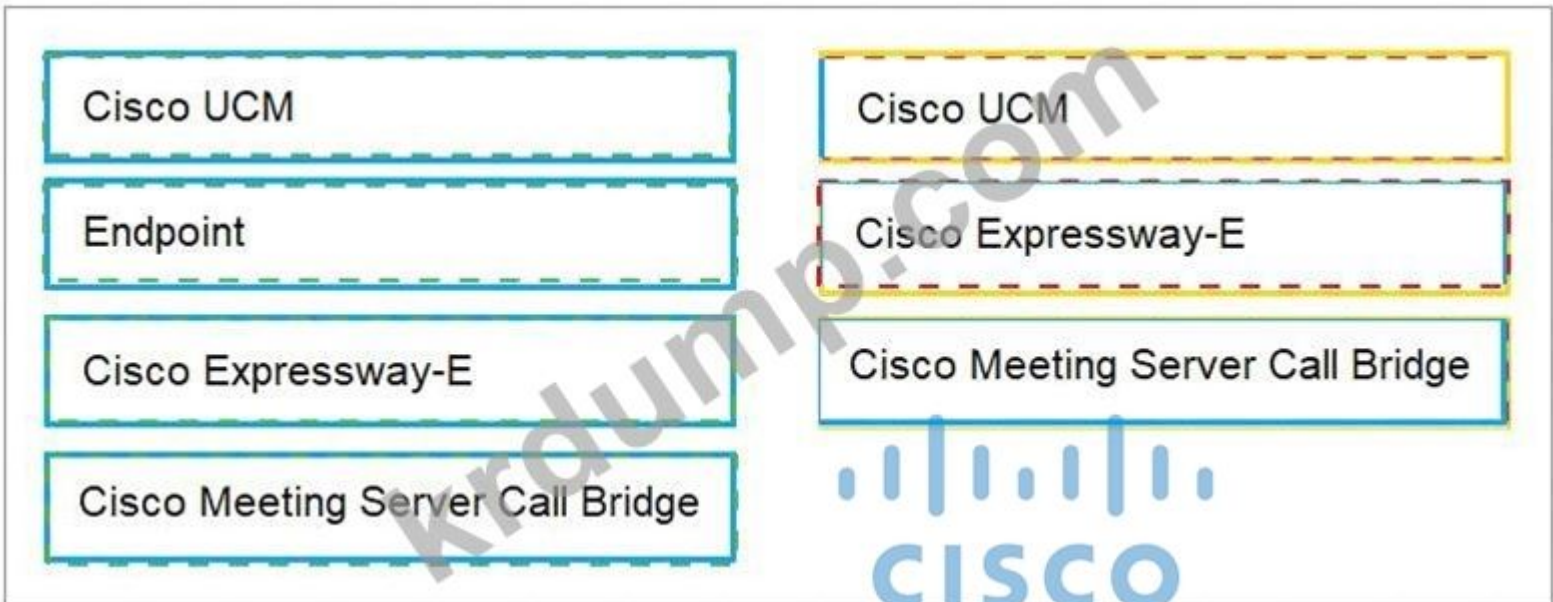 Cisco UCM
Endpoint
Cisco Expressway-E
Cisco Meeting Server Call Bridge
Cisco UCM
Cisco Expressway-E
Cisco Meeting Server Call Bridge
krdump.com
CISCO